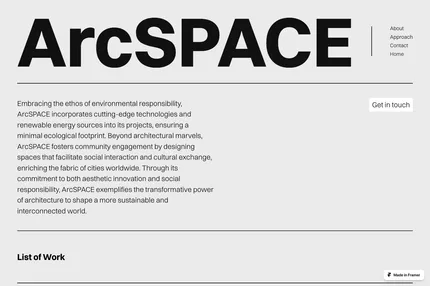 ArcSPACE
About
Approach
Contact
Home
Embracing the ethos of environmental responsibility,
ArcSPACE incorporates cutting-edge technologies and
renewable energy sources into its projects, ensuring a
minimal ecological footprint. Beyond architectural marvels,
ArcSPACE fosters community engagement by designing
spaces that facilitate social interaction and cultural exchange,
enriching the fabric of cities worldwide. Through its
commitment to both aesthetic innovation and social
responsibility, ArcSPACE exemplifies the transformative power
of architecture to shape a more sustainable and
interconnected world.
Get in touch
List of Work
Made in Framer